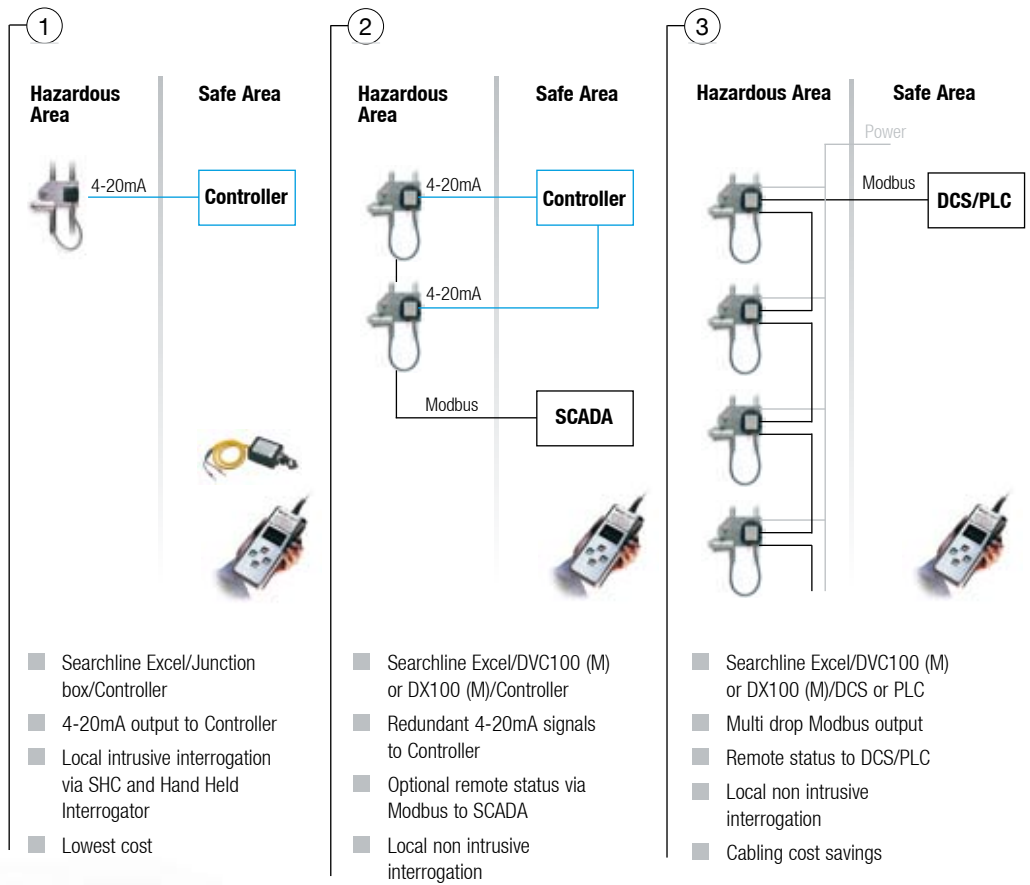 1
Hazardous
Area
Safe Area
4-20mA
Controller
Searchline Excel/Junction
box/Controller
4-20mA output to Controller
Local intrusive interrogation
via SHC and Hand Held
Interrogator
Lowest cost
2
Hazardous
Area
Safe Area
4-20mA
Controller
4-20mA
Modbus
SCADA
Searchline Excel/DVC100 (M)
or DX100 (M)/Controller
Redundant 4-20mA signals
to Controller
Optional remote status via
Modbus to SCADA
Local non intrusive
interrogation
3
Hazardous Area
Safe Area
Power
Modbus
DCS/PLC
Searchline Excel/DVC100 (M)
or DX100 (M)/DCS or PLC
Multi drop Modbus output
Remote status to DCS/PLC
Local non intrusive
interrogation
Cabling cost savings